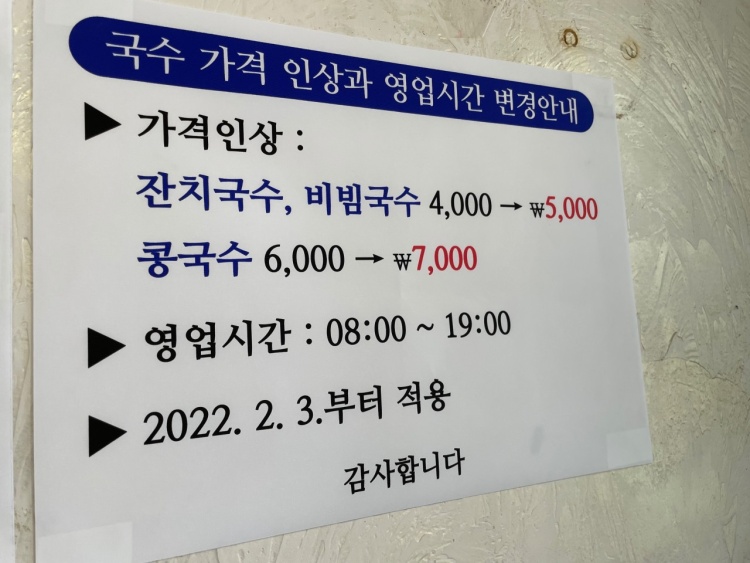 국수 가격 인상과 영업시간 변경안내
▶ 가격인상 :
잔치국수, 비빔국수 4,000 → ₩5,000
콩국수 6,000 → ₩7,000
▶ 영업시간 : 08:00 ~ 19:00
▶ 2022. 2. 3.부터 적용
감사합니다